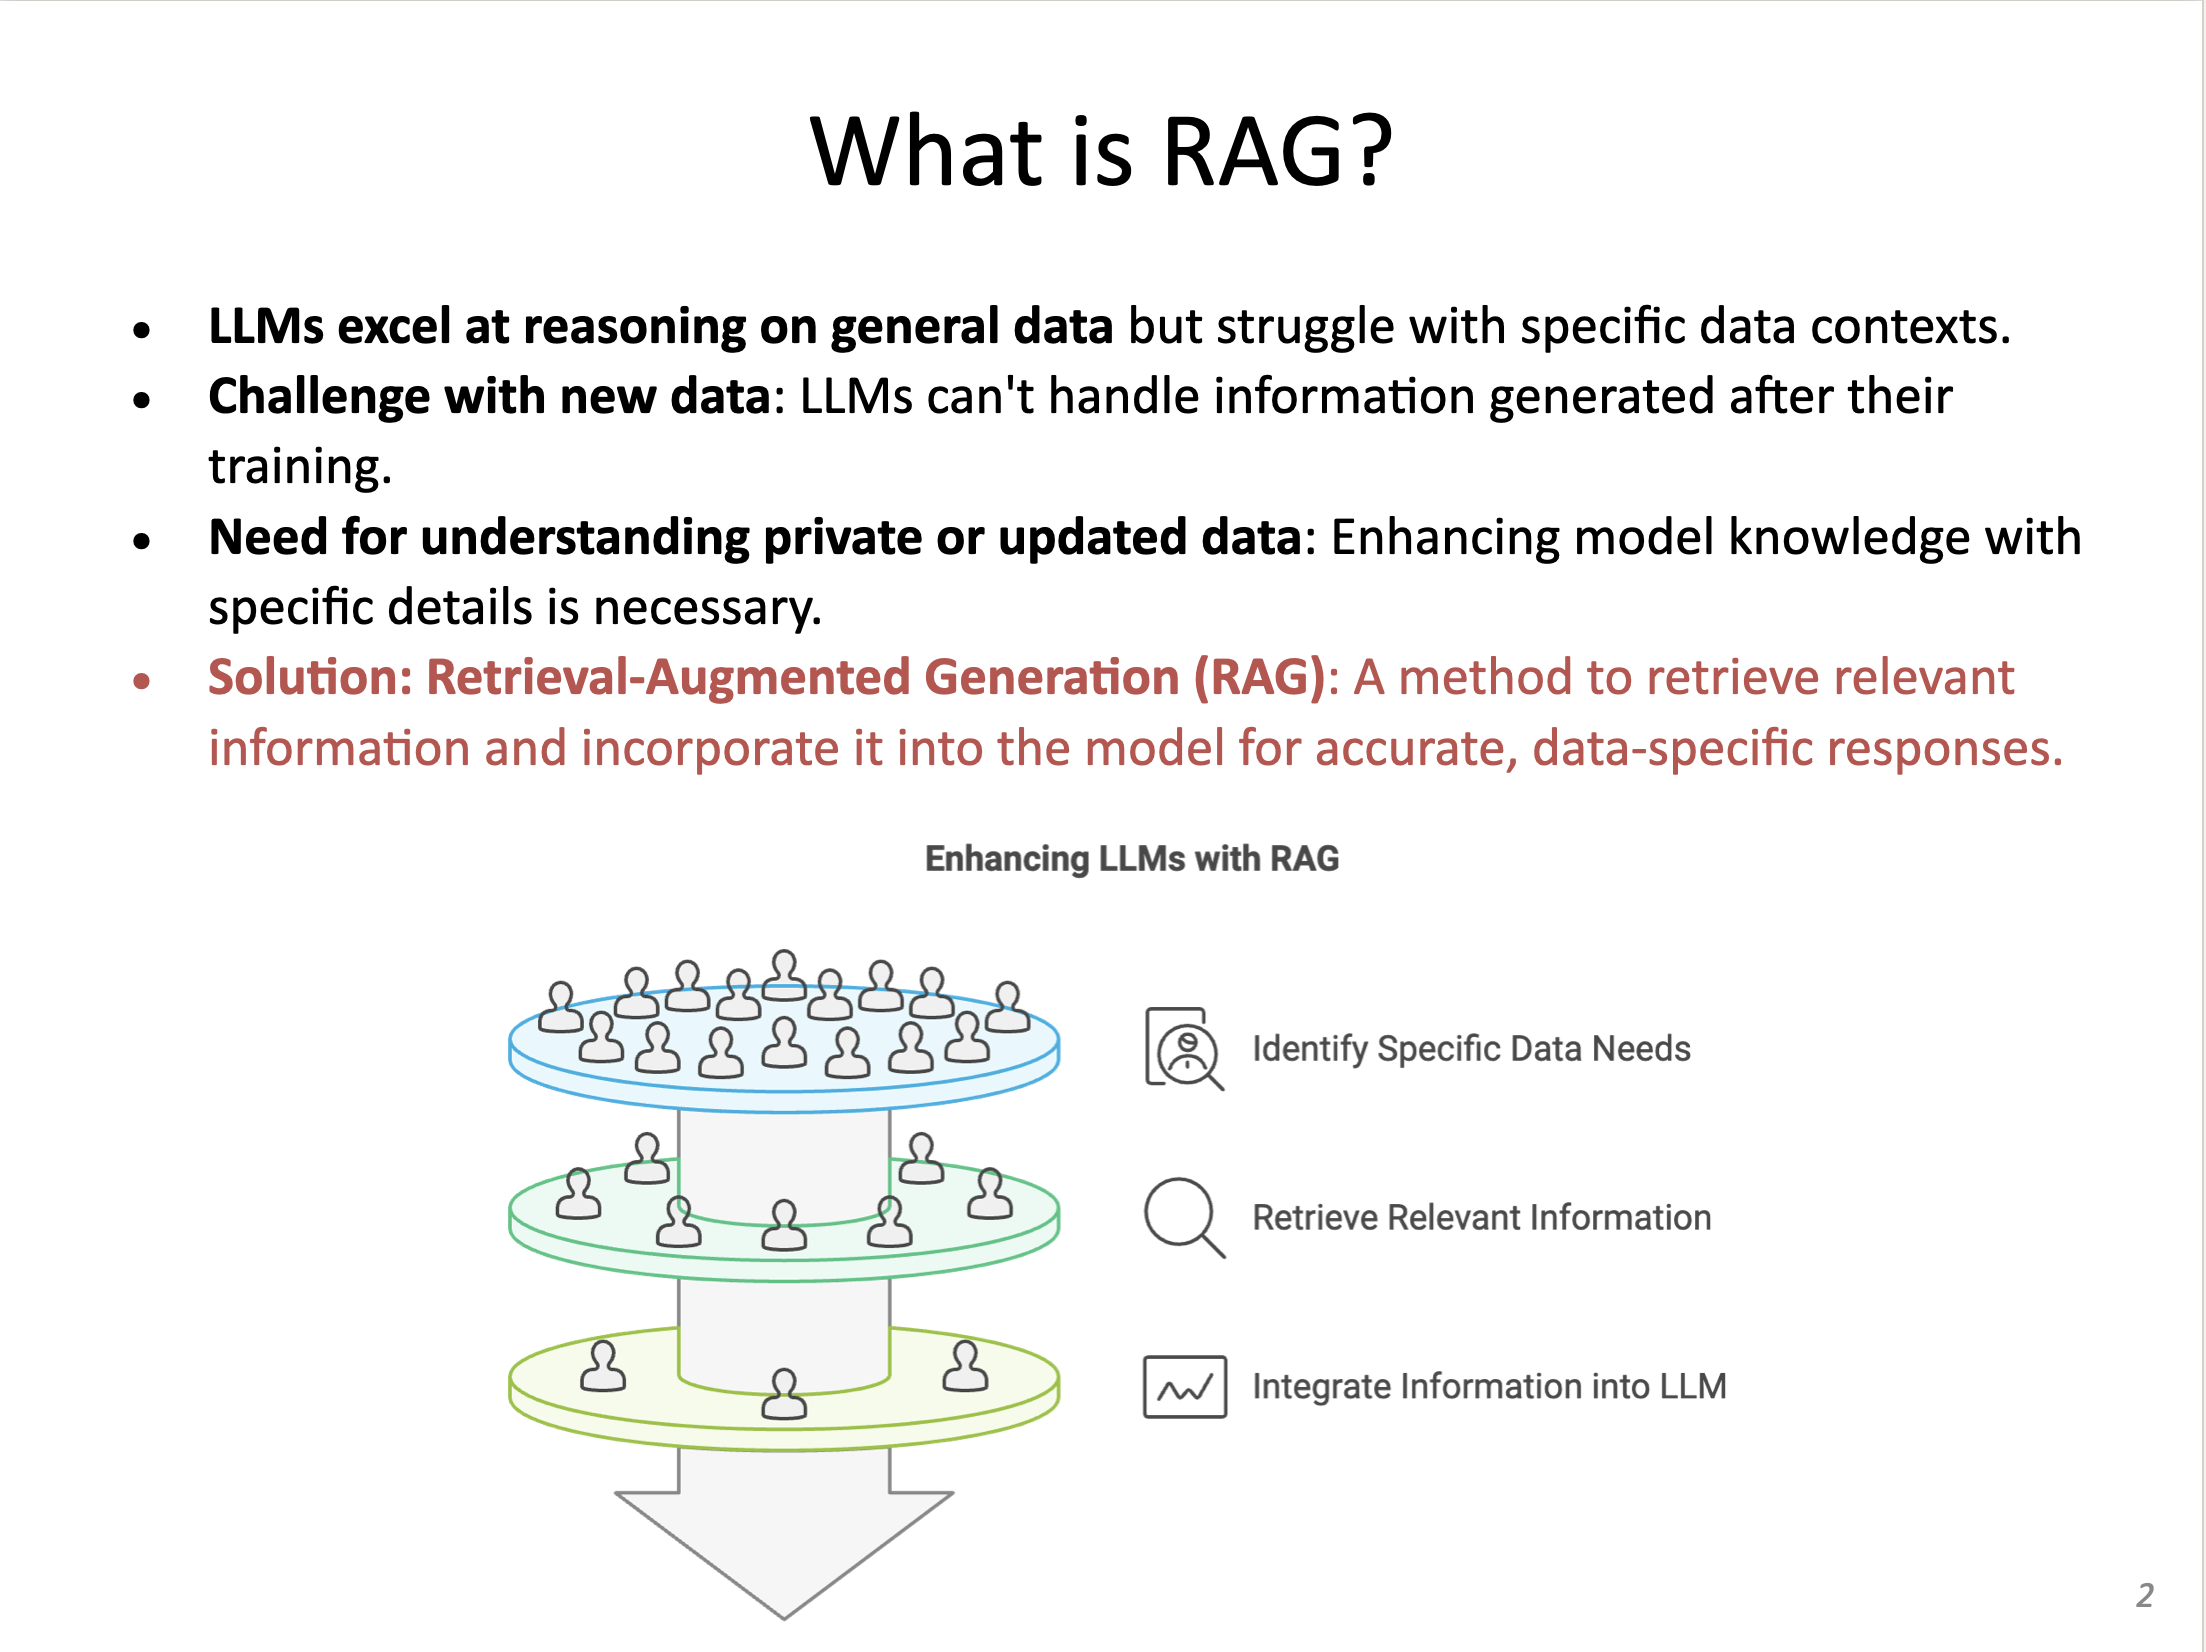 What is RAG?
• LLMs excel at reasoning on general data but struggle with specific data contexts.
• Challenge with new data: LLMs can't handle information generated after their
training.
• Need for understanding private or updated data: Enhancing model knowledge with
specific details is necessary.
• Solution: Retrieval-Augmented Generation (RAG): A method to retrieve relevant
information and incorporate it into the model for accurate, data-specific responses.
Enhancing LLMs with RAG
Identify Specific Data Needs
Retrieve Relevant Information
Integrate Information into LLM
2